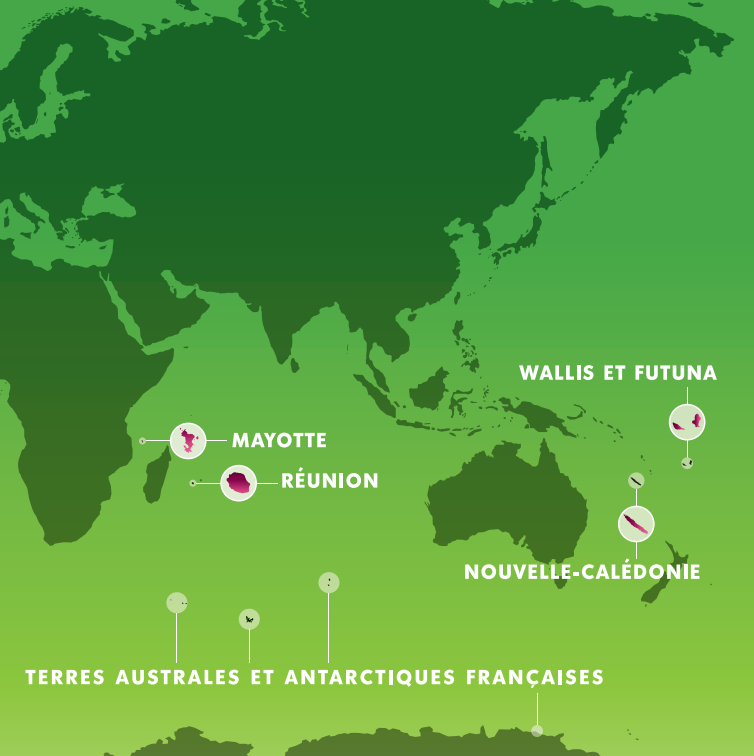 WALLIS ET FUTUNA
MAYOTTE
RÉUNION
NOUVELLE-CALÉDONIE
TERRES AUSTRALES ET ANTARCTIQUES FRANÇAISES